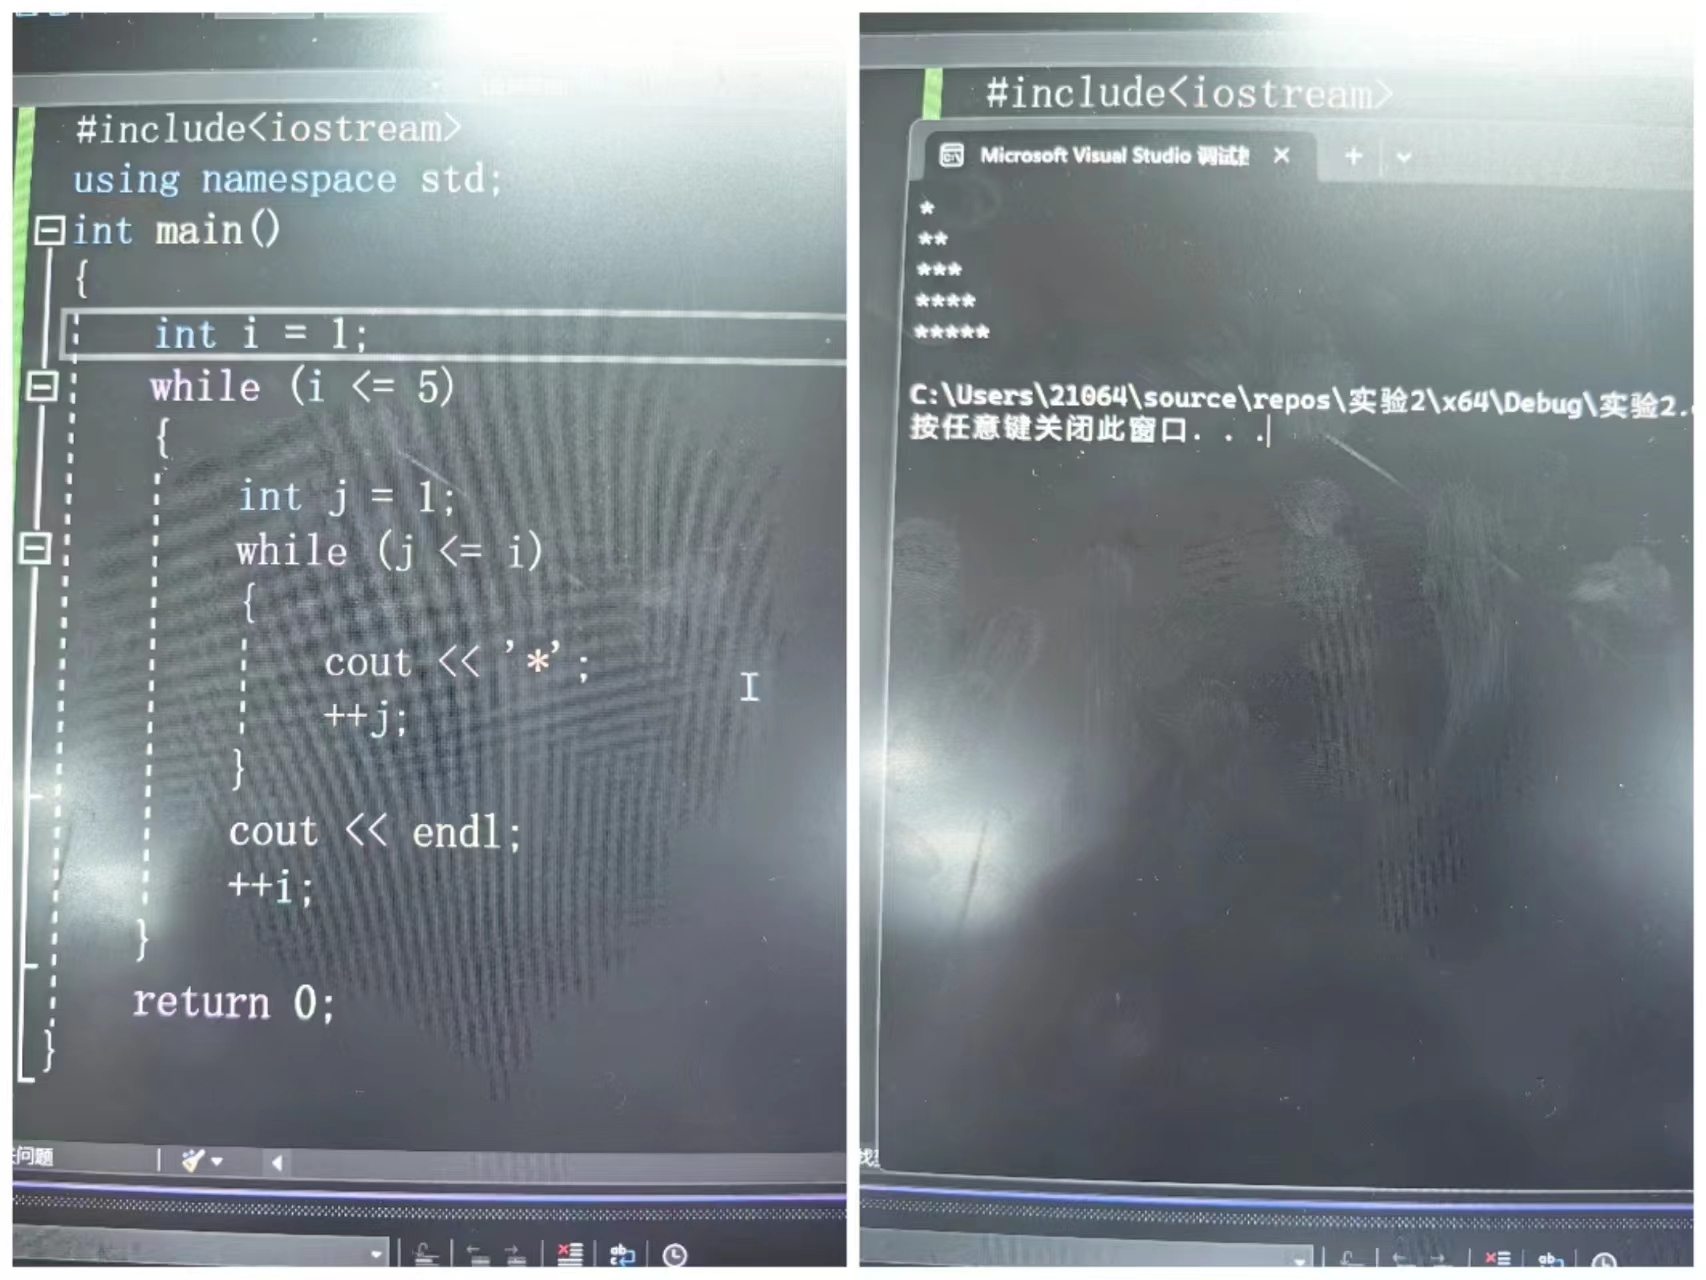 #include<iostream>
using namespace std;
int main()
{
int i = 1;
while (i <= 5)
{
int j = 1;
while (j <= i)
{
cout << '*';
++j;
}
cout << endl;
++i;
}
return 0;
}
问题
#include<iostream>
Microsoft Visual Studio 调试
*
**
***
****
*****
C:\Users\21064\source\repos\实验2\x64\Debug\实验2.
按任意键关闭此窗口. . .